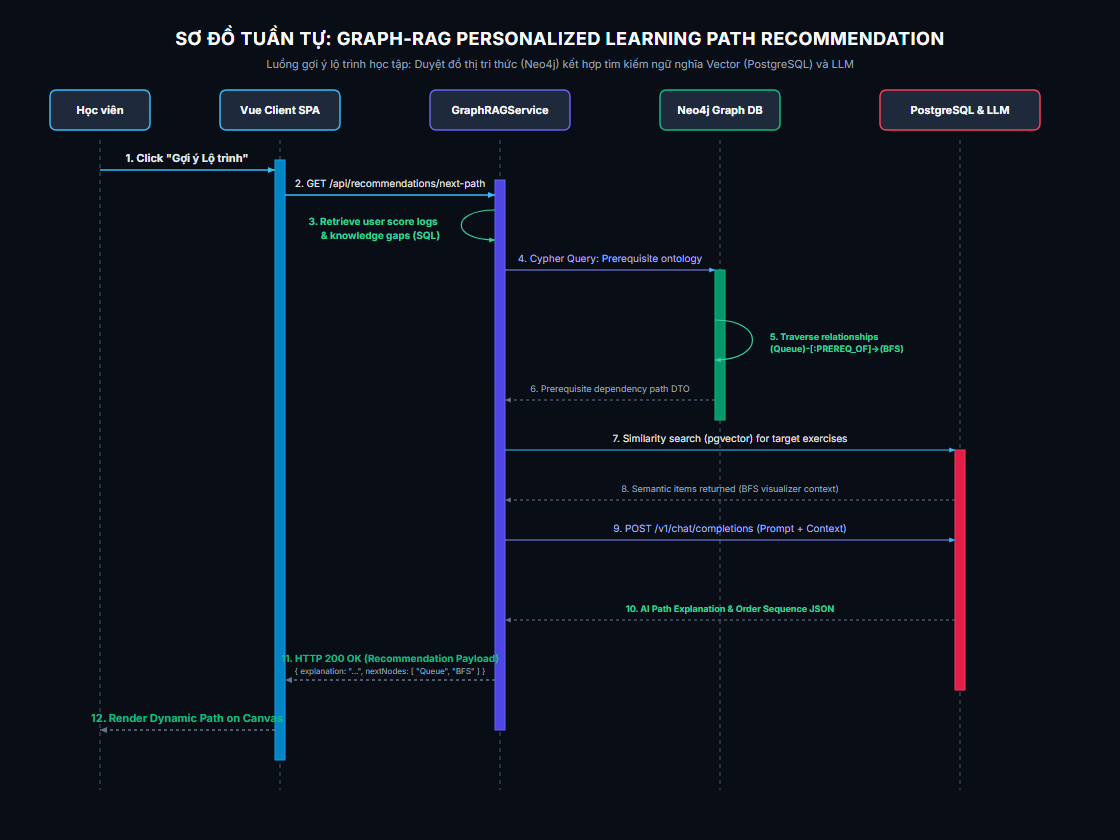 SƠ ĐỒ TUẦN TỰ: GRAPH-RAG PERSONALIZED LEARNING PATH RECOMMENDATION
Luồng gợi ý lộ trình học tập: Duyệt đồ thị tri thức (Neo4j) kết hợp tìm kiếm ngữ nghĩa Vector (PostgreSQL) và LLM
Học viên
Vue Client SPA
GraphRAGService
Neo4j Graph DB
PostgreSQL & LLM
1. Click "Gợi ý Lộ trình"
2. GET /api/recommendations/next-path
3. Retrieve user score logs
& knowledge gaps (SQL)
4. Cypher Query: Prerequisite ontology
5. Traverse relationships
(Queue)-[:PREREQ_OF]→(BFS)
6. Prerequisite dependency path DTO
7. Similarity search (pgvector) for target exercises
8. Semantic items returned (BFS visualizer context)
9. POST /v1/chat/completions (Prompt + Context)
10. AI Path Explanation & Order Sequence JSON
11. HTTP 200 OK (Recommendation Payload)
{ explanation: "...", nextNodes: [ "Queue", "BFS" ] }
12. Render Dynamic Path on Canvas